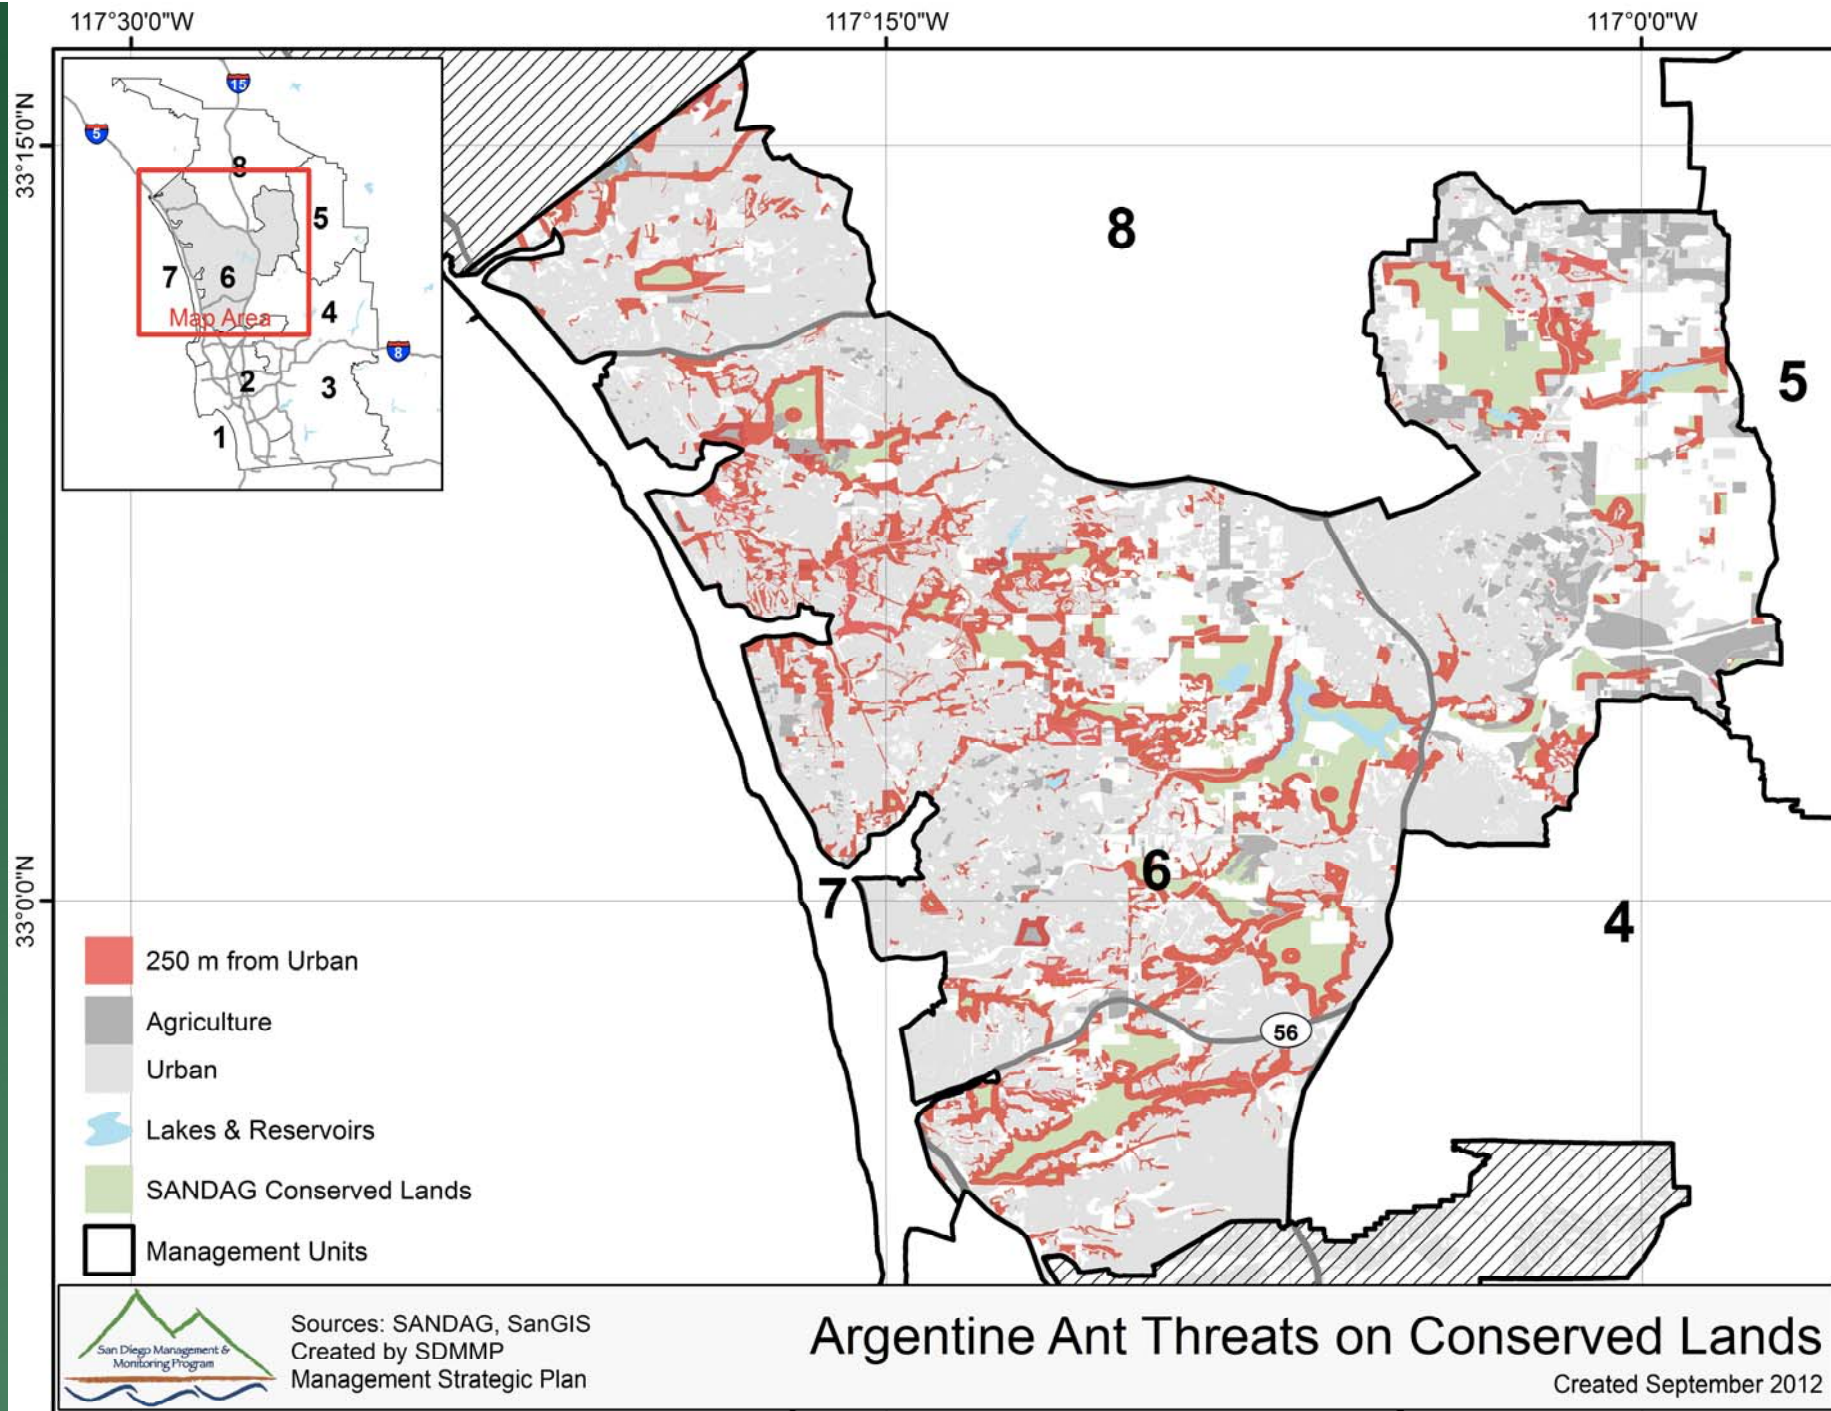 117°30'0"W
117°15'0"W
117°0'0"W
33°15'0"N
33°0'0"N
15
5
8
5
7
6
Map Area
4
8
2
3
1
8
5
6
7
4
56
250 m from Urban
Agriculture
Urban
Lakes & Reservoirs
SANDAG Conserved Lands
Management Units
San Diego Management &
Monitoring Program
Sources: SANDAG, SanGIS
Created by SDMMP
Management Strategic Plan
Argentine Ant Threats on Conserved Lands
Created September 2012